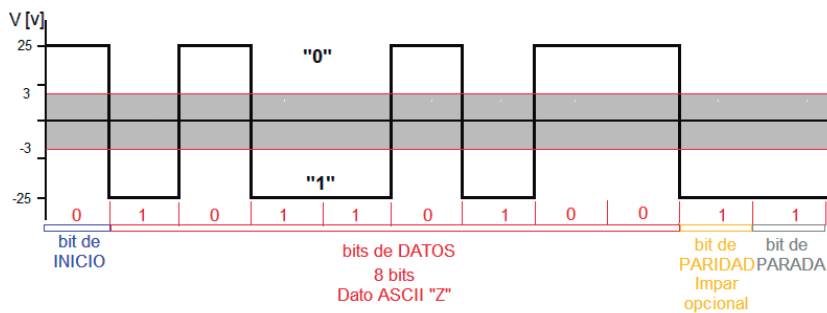 V [v]
25
"0"
3
-3
"1"
-25
0 1 0 1 1 0 1 0 0 1 1
bit de
INICIO
bits de DATOS
8 bits
Dato ASCII "Z"
bit de
PARIDAD
Impar
opcional
bit de
PARADA